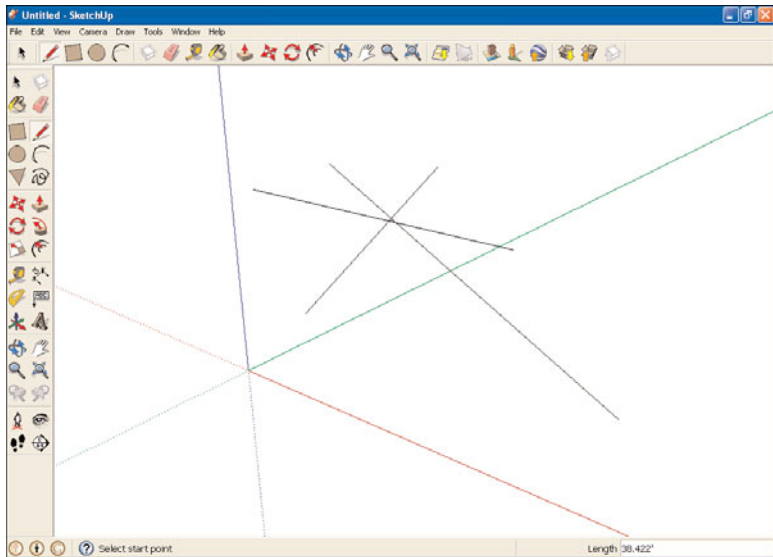 Untitled - SketchUp
File Edit View Camera Draw Tools Window Help
Select start point
Length 38.422'